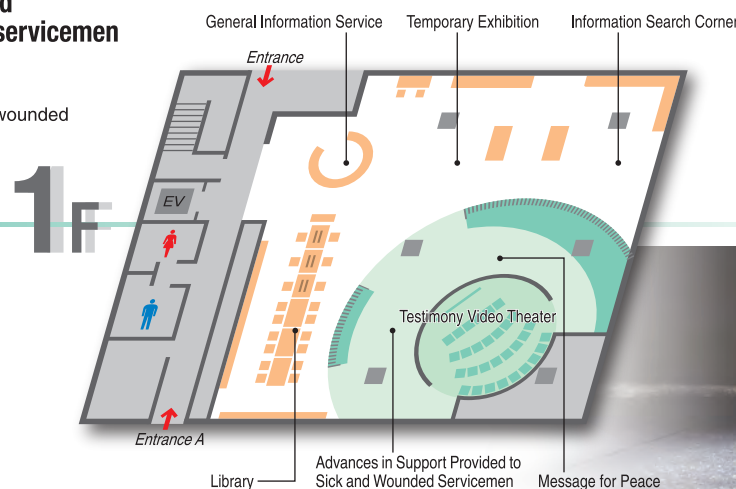 d
servicemen
wounded
General Information Service
Temporary Exhibition
Information Search Corner
Entrance
1F
EV
Testimony Video Theater
Entrance A
Library
Advances in Support Provided to
Sick and Wounded Servicemen
Message for Peace